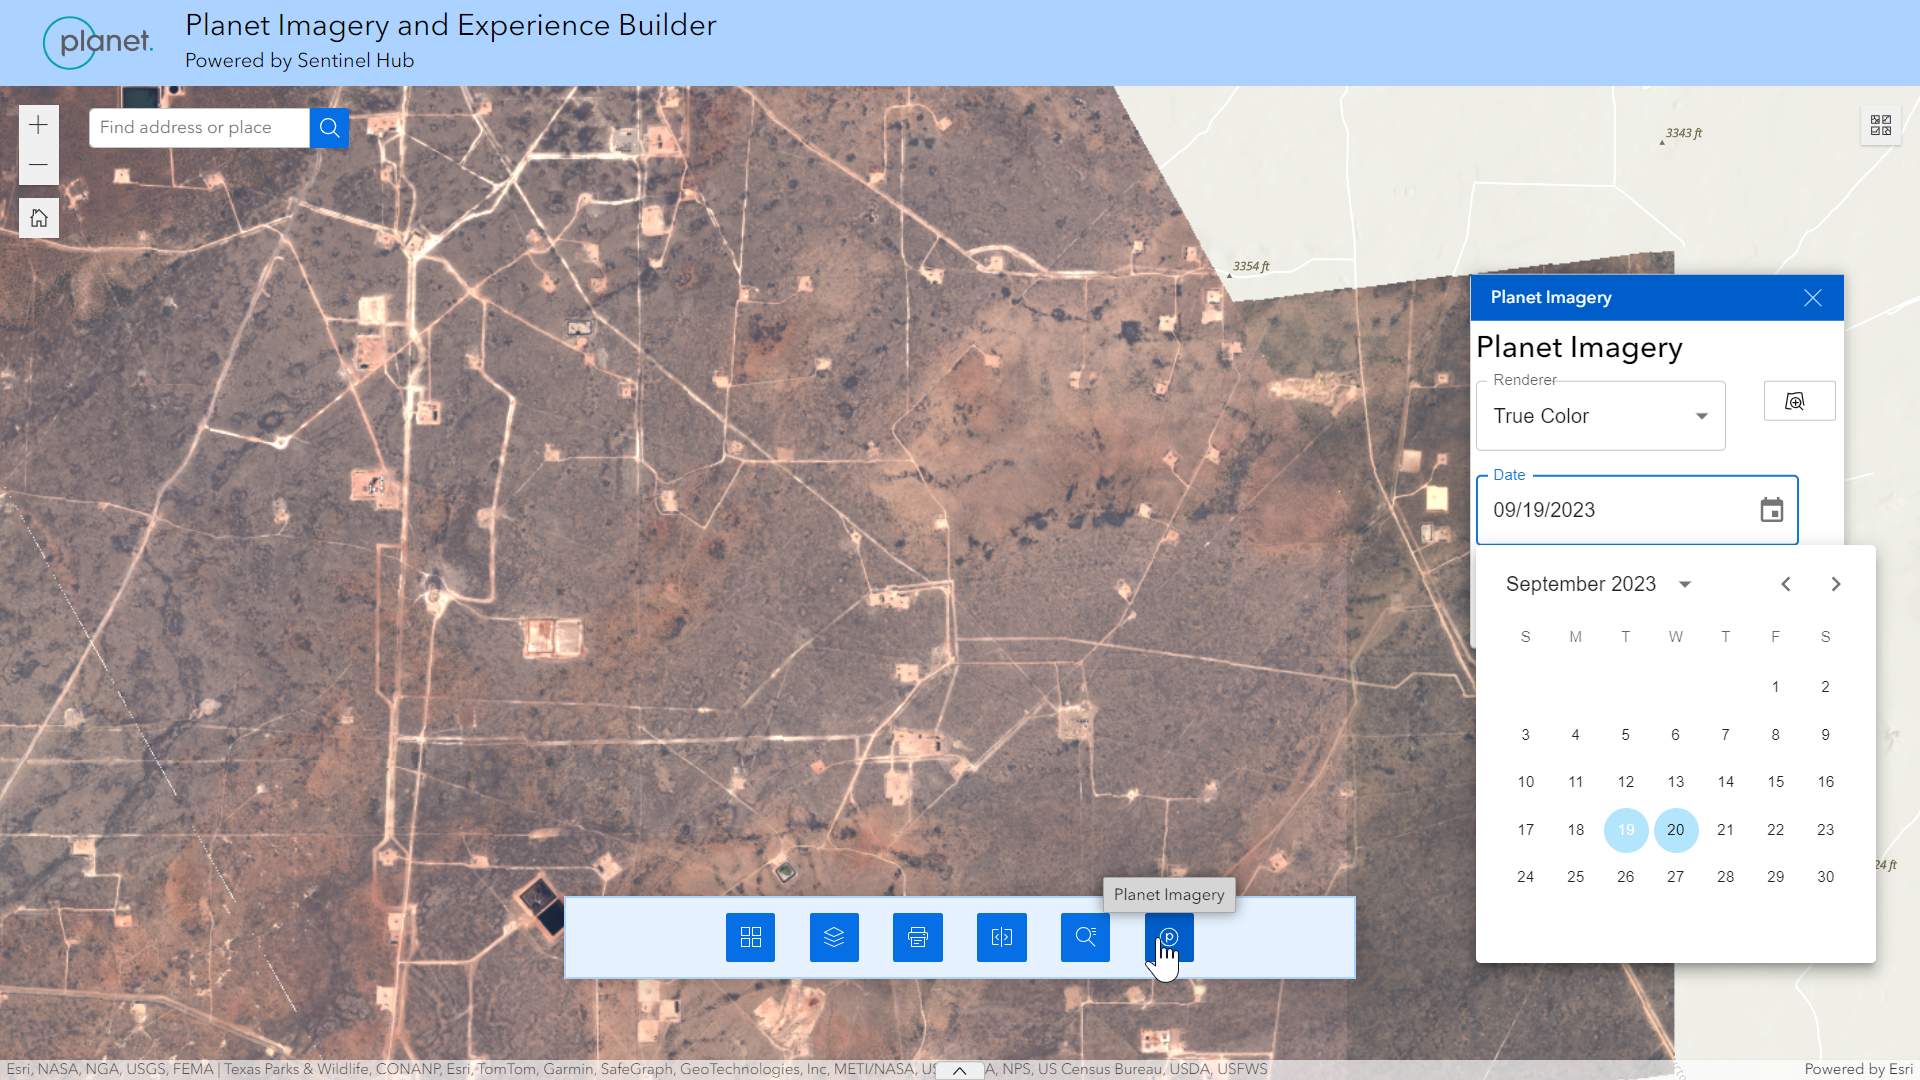 planet.
Planet Imagery and Experience Builder
Powered by Sentinel Hub
Find address or place
3343 ft
3354 ft
Planet Imagery
Planet Imagery
Renderer
True Color
Date
09/19/2023
September 2023
S M T W T F S
1 2
3 4 5 6 7 8 9
10 11 12 13 14 15 16
17 18 19 20 21 22 23
24 25 26 27 28 29 30
24 ft
Planet Imagery
p
Esri, NASA, NGA, USGS, FEMA | Texas Parks & Wildlife, CONANP, Esri, TomTom, Garmin, SafeGraph, GeoTechnologies, Inc, METI/NASA, NPS, US Census Bureau, USDA, USFWS
Powered by Esri